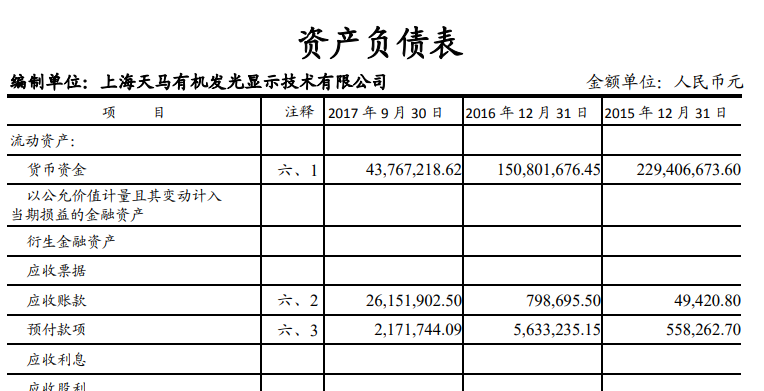 资产负债表
编制单位：上海天马有机发光显示技术有限公司 金额单位：人民币元
项 目 注释 2017 年 9 月 30 日 2016 年 12 月 31 日 2015 年 12 月 31 日
流动资产：
货币资金 六、1 43,767,218.62 150,801,676.45 229,406,673.60
以公允价值计量且其变动计入
当期损益的金融资产
衍生金融资产
应收票据
应收账款 六、2 26,151,902.50 798,695.50 49,420.80
预付款项 六、3 2,171,744.09 5,633,235.15 558,262.70
应收利息
应收股利